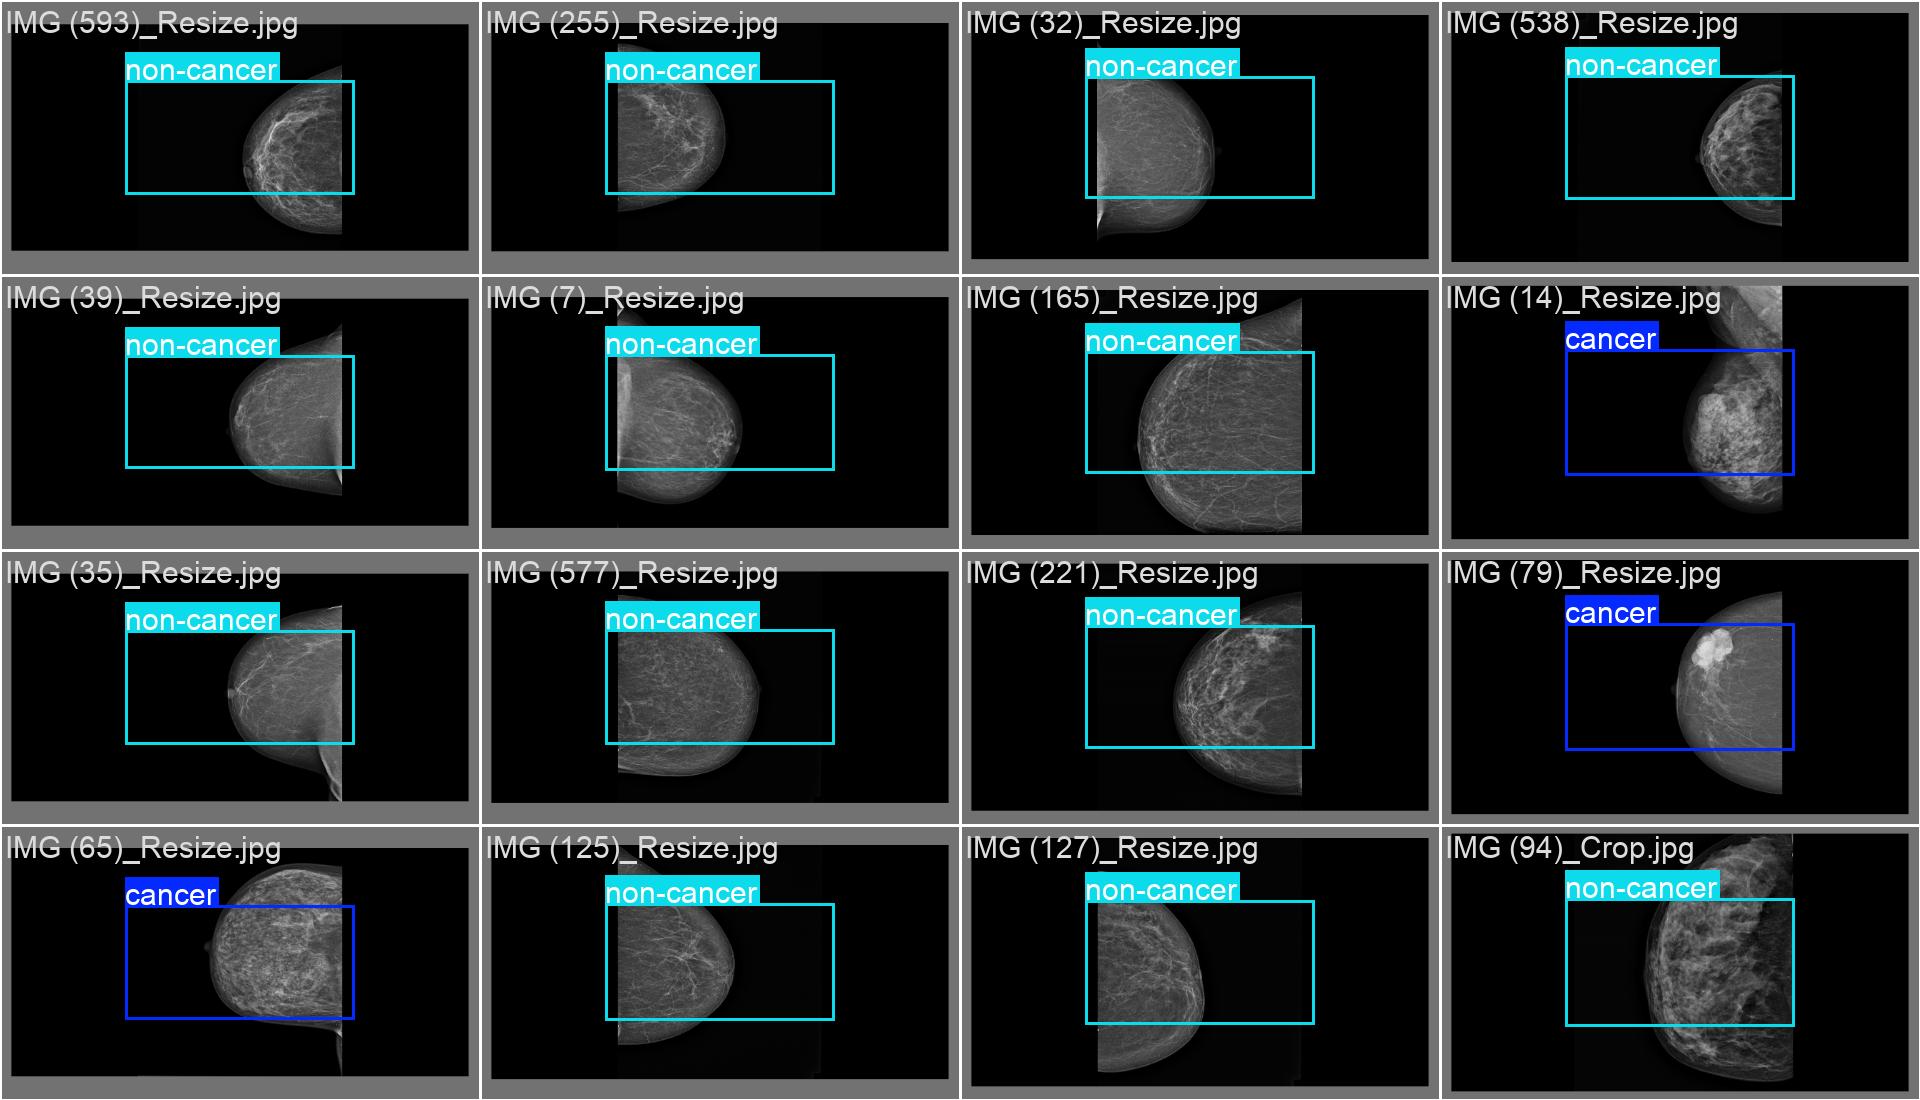 IMG (593)_Resize.jpg
non-cancer
IMG (255)_Resize.jpg
non-cancer
IMG (32)_Resize.jpg
non-cancer
IMG (538)_Resize.jpg
non-cancer
IMG (39)_Resize.jpg
non-cancer
IMG (7)_Resize.jpg
non-cancer
IMG (165)_Resize.jpg
non-cancer
IMG (14)_Resize.jpg
cancer
IMG (35)_Resize.jpg
non-cancer
IMG (577)_Resize.jpg
non-cancer
IMG (221)_Resize.jpg
non-cancer
IMG (79)_Resize.jpg
cancer
IMG (65)_Resize.jpg
cancer
IMG (125)_Resize.jpg
non-cancer
IMG (127)_Resize.jpg
non-cancer
IMG (94)_Crop.jpg
non-cancer